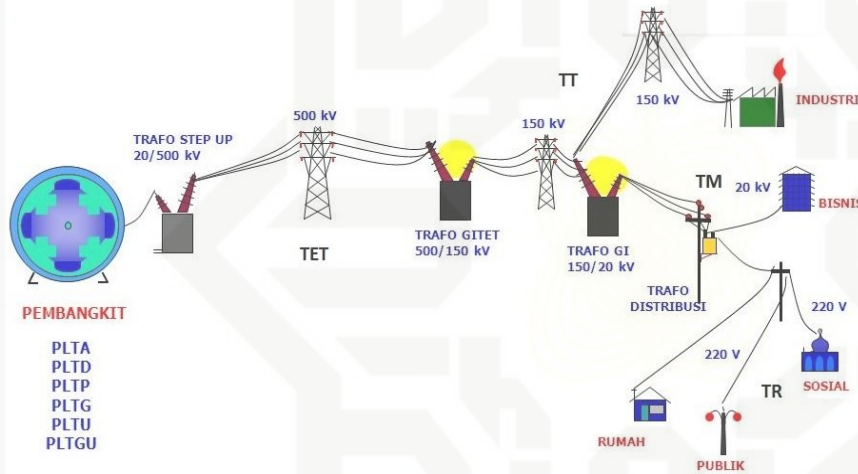 TRAFO STEP UP
20/500 kV
500 kV
TET
TRAFO GITET
500/150 kV
150 kV
TT
150 kV
INDUSTRI
TRAFO GI
150/20 kV
TM
20 kV
BISNIS
TRAFO
DISTRIBUSI
220 V
220 V
TR
SOSIAL
RUMAH
PUBLIK
PEMBANGKIT
PLTA
PLTD
PLTP
PLTG
PLTU
PLTGU